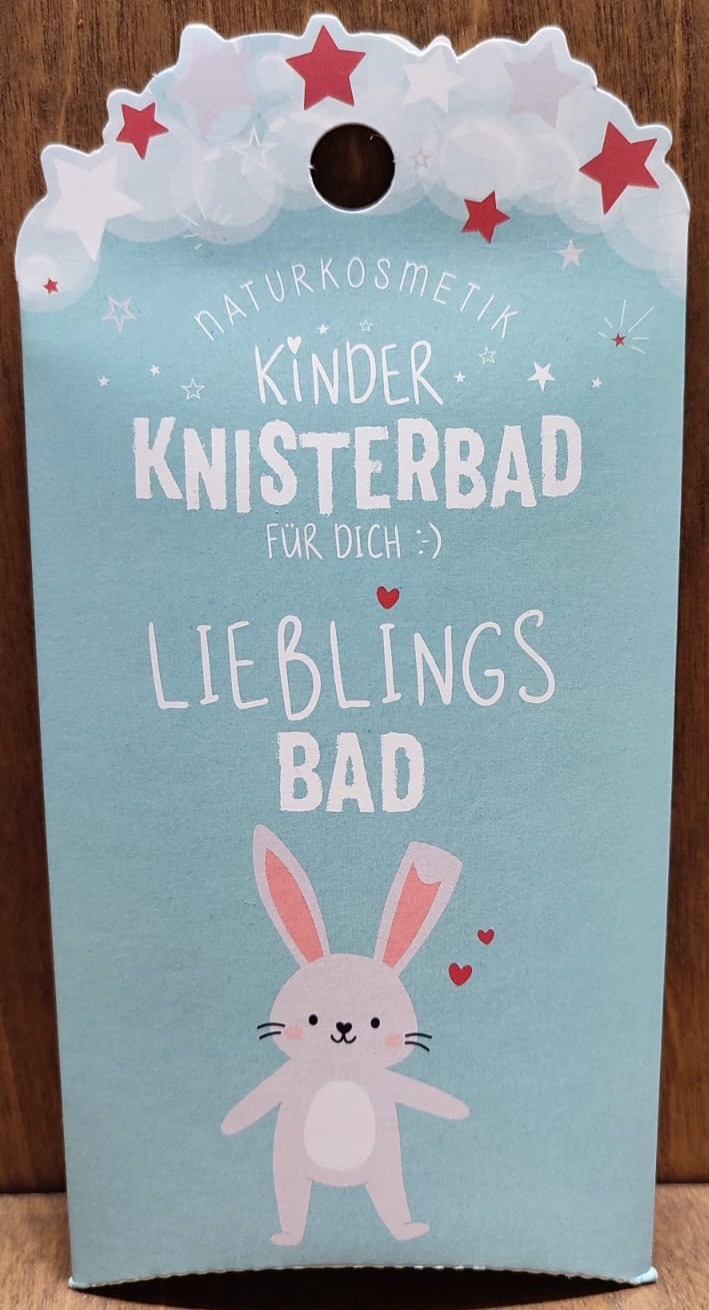 NATURKOSMETIK
KINDER
KNISTERBAD
FÜR DICH :-)
LIEBLINGS
BAD